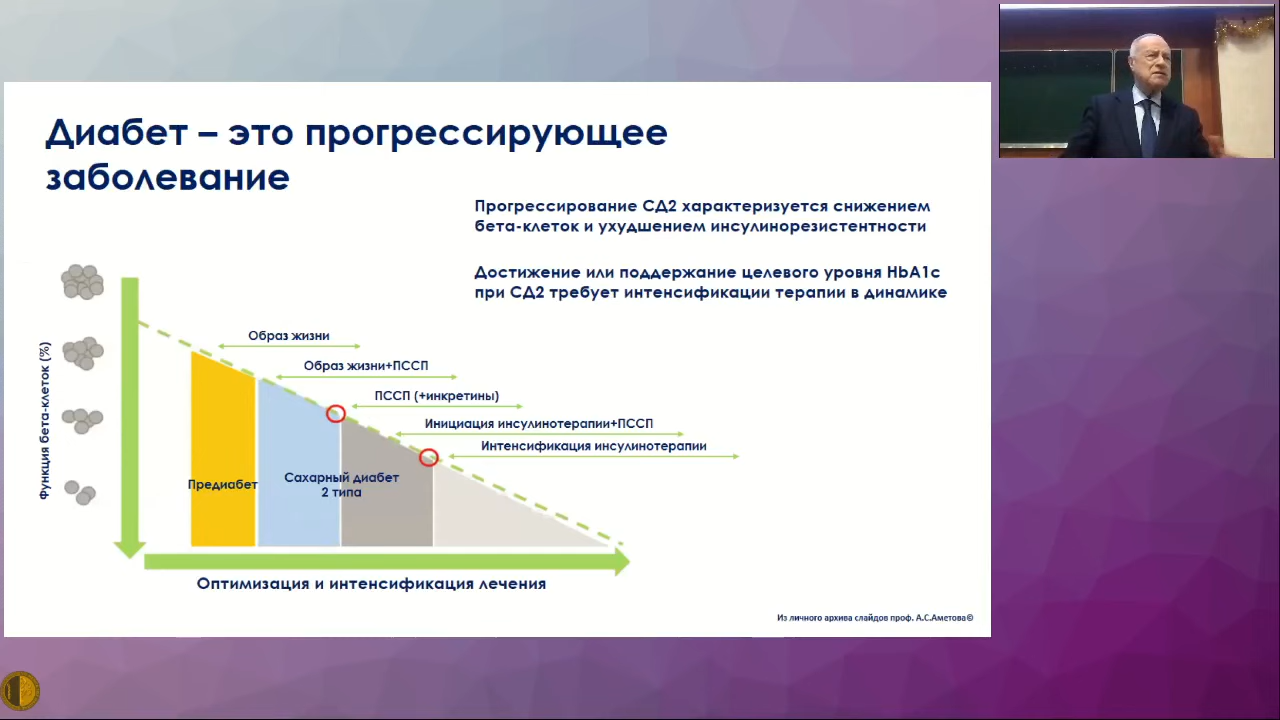 Диабет – это прогрессирующее
заболевание
Прогрессирование СД2 характеризуется снижением
бета-клеток и ухудшением инсулинорезистентности
Достижение или поддержание целевого уровня HbA1c
при СД2 требует интенсификации терапии в динамике
Функция бета-клеток (%)
Образ жизни
Образ жизни+ПССП
ПССП (+инкретины)
Инициация инсулинотерапии+ПССП
Интенсификация инсулинотерапии
Предиабет
Сахарный диабет
2 типа
Оптимизация и интенсификация лечения
Из личного архива слайдов проф. А.С.Аметова©